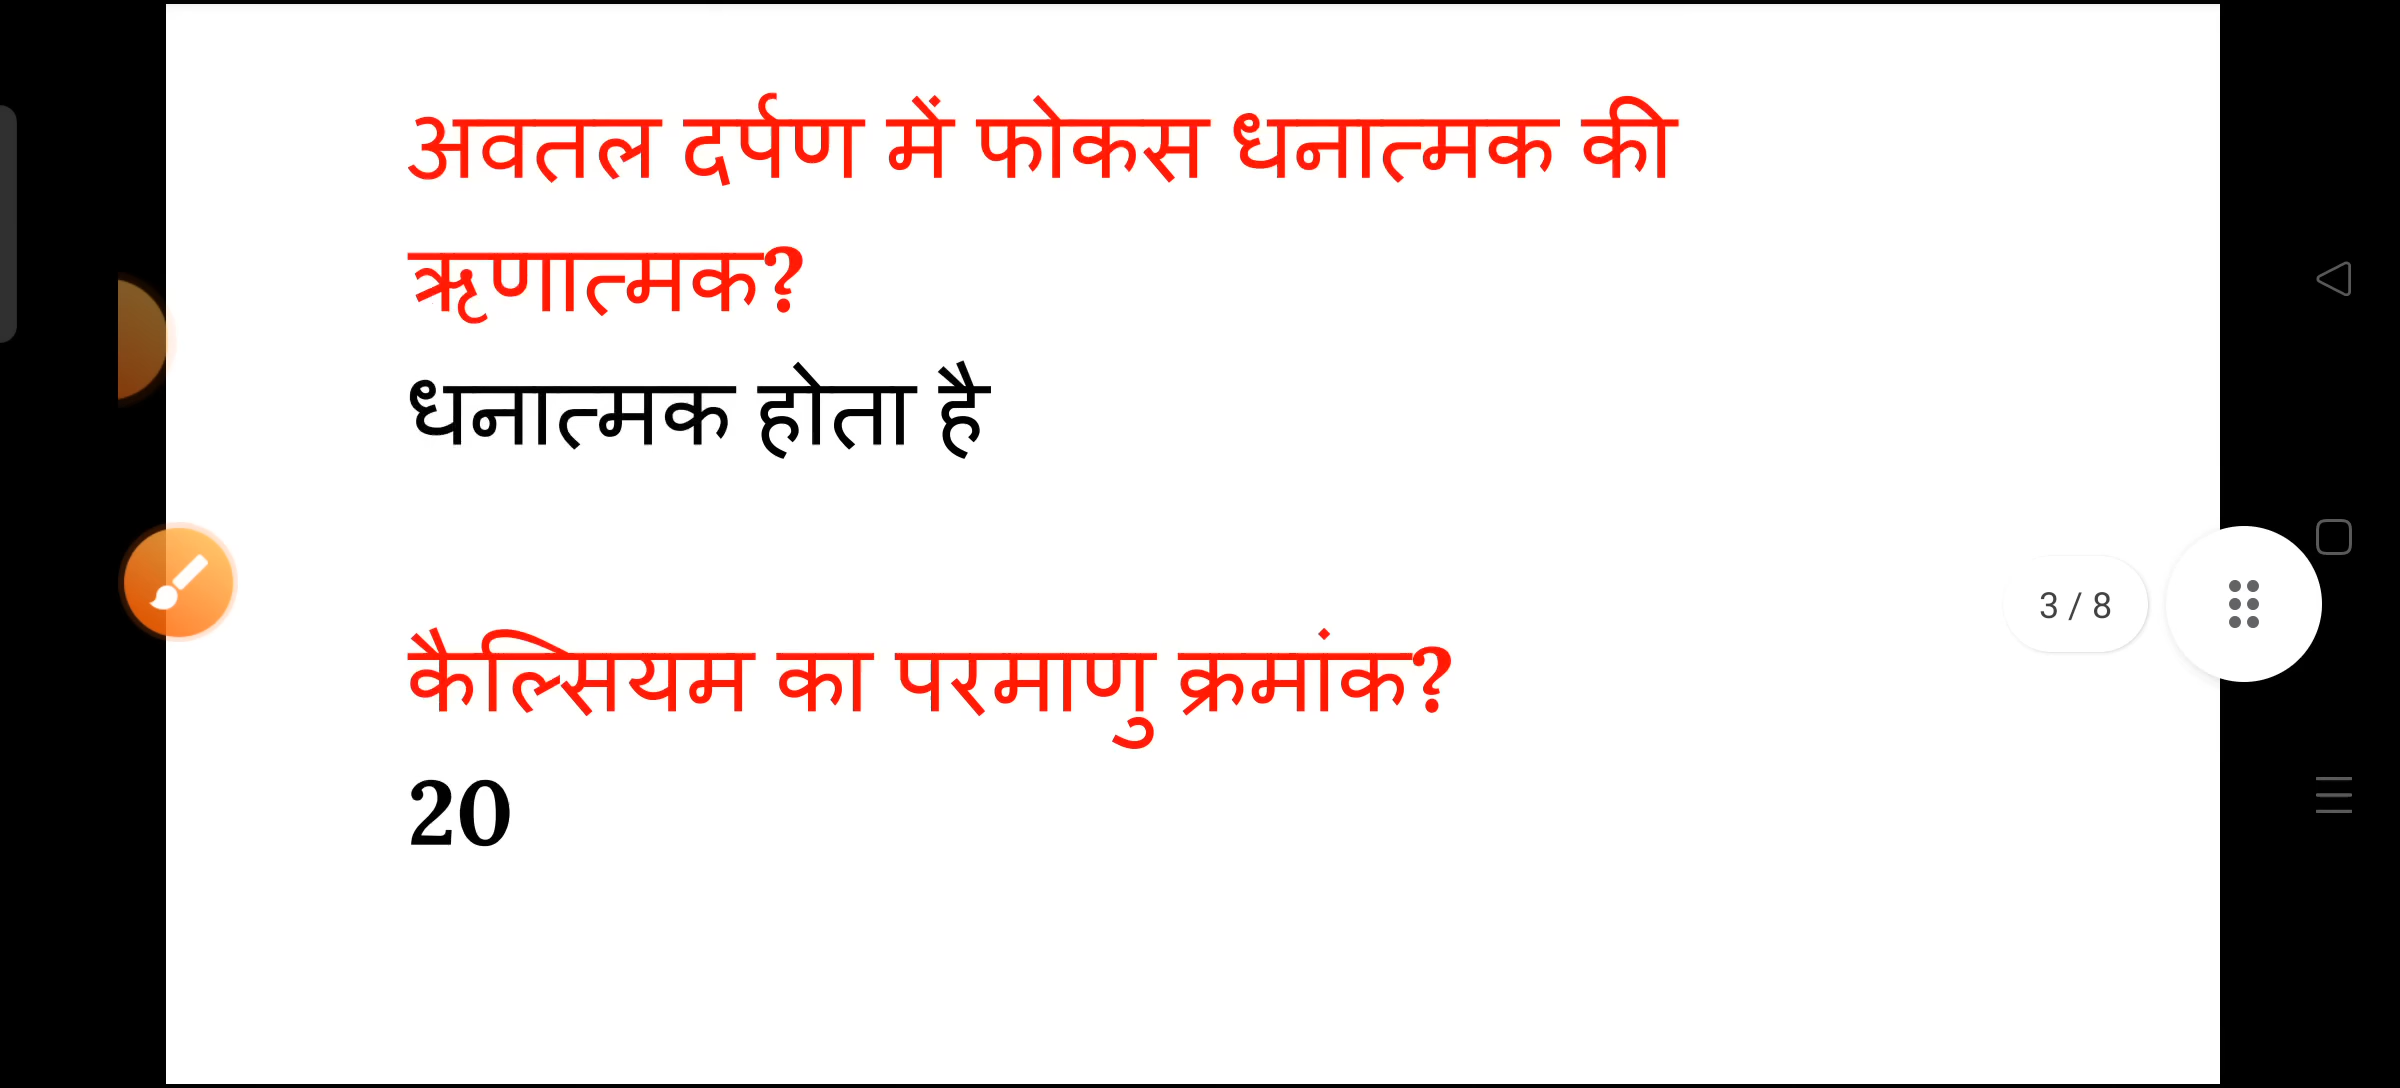 अवतल दर्पण में फोकस धनात्मक की
ऋणात्मक?
धनात्मक होता है
कैल्सियम का परमाणु क्रमांक?
3 / 8
20